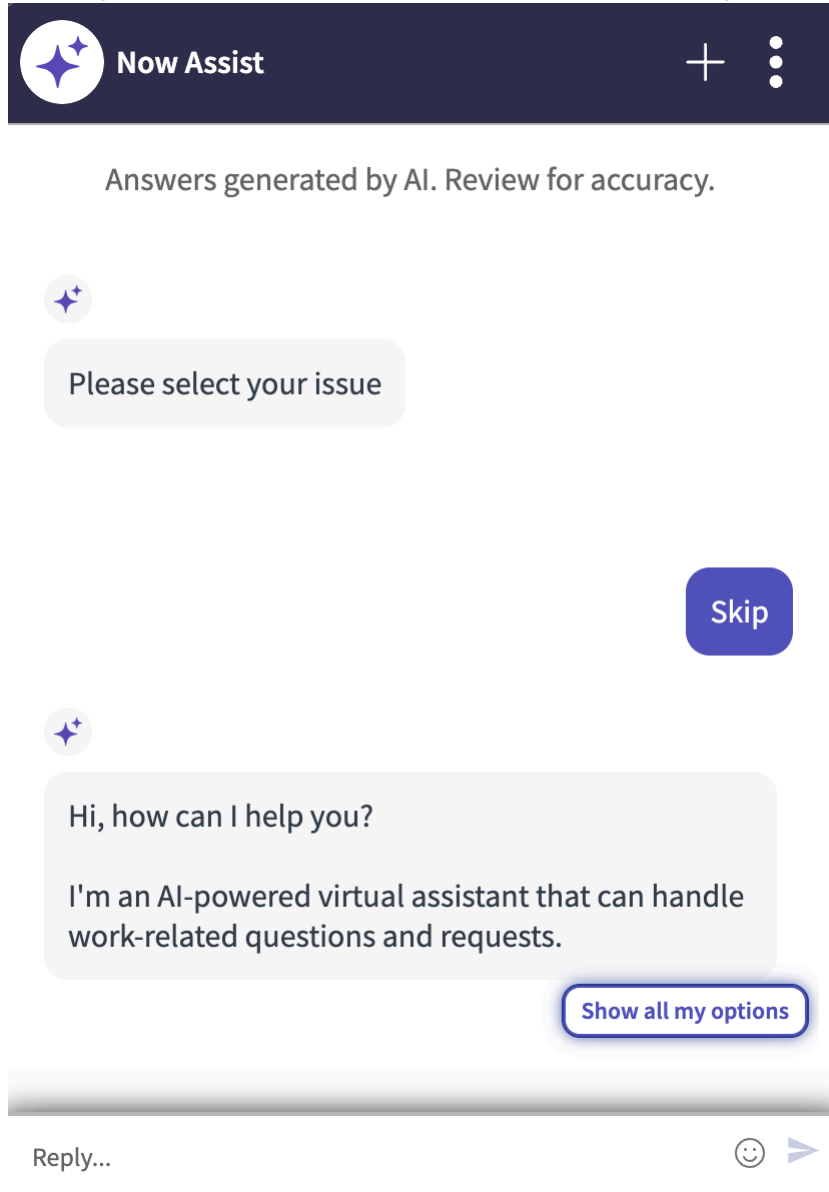 Now Assist
Answers generated by AI. Review for accuracy.
Please select your issue
Skip
Hi, how can I help you?
I'm an AI-powered virtual assistant that can handle
work-related questions and requests.
Show all my options
Reply...